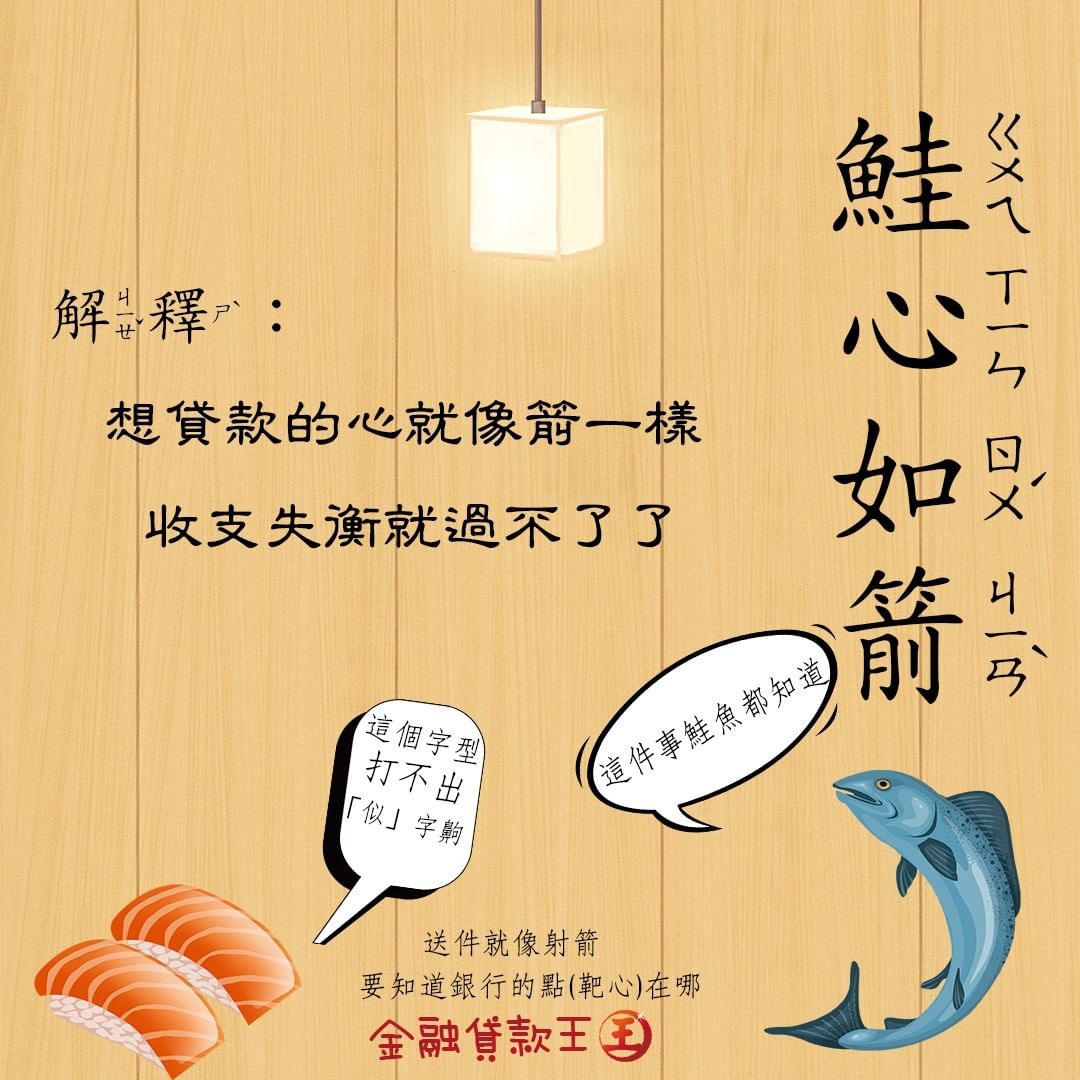 鮭心如箭
ㄍㄨㄟ ㄒㄧㄣ ㄖㄨˊ ㄐㄧㄢˋ
解ㄐㄧㄝˇ釋ㄕˋ：
想貸款的心就像箭一樣
收支失衡就過不了了
這件事鮭魚都知道
這個字型
打不出
「似」字齁
送件就像射箭
要知道銀行的點(靶心)在哪
金融貸款王 王